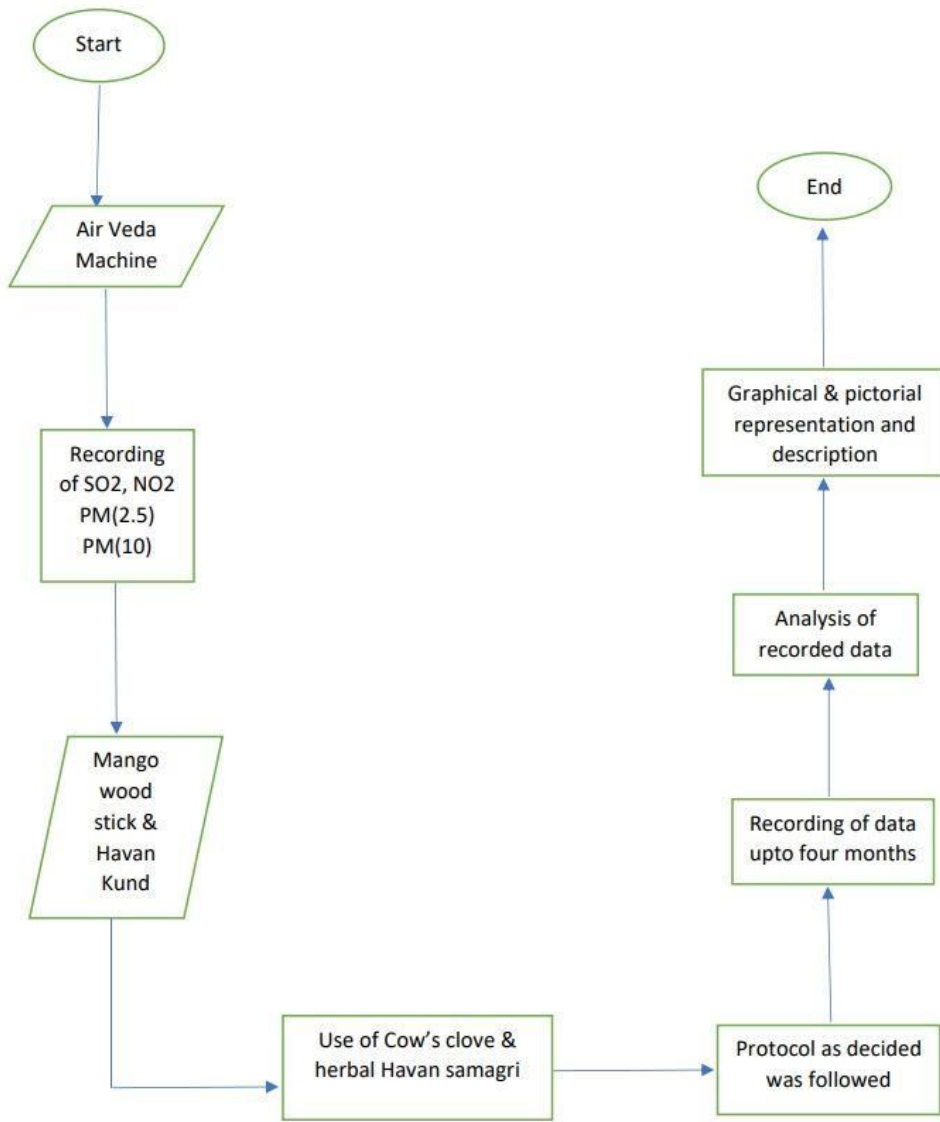 Start
Air Veda
Machine
Recording
of SO2, NO2
PM(2.5)
PM(10)
Mango
wood
stick &
Havan
Kund
Use of Cow's clove &
herbal Havan samagri
Protocol as decided
was followed
Recording of data
upto four months
Analysis of
recorded data
Graphical & pictorial
representation and
description
End